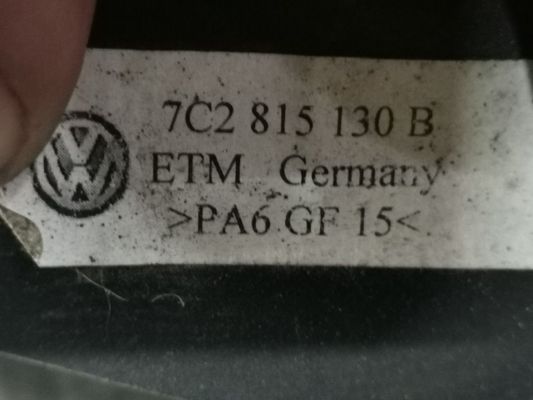 7C2 815 130 B
ETM Germany
>PA6 GF 15<